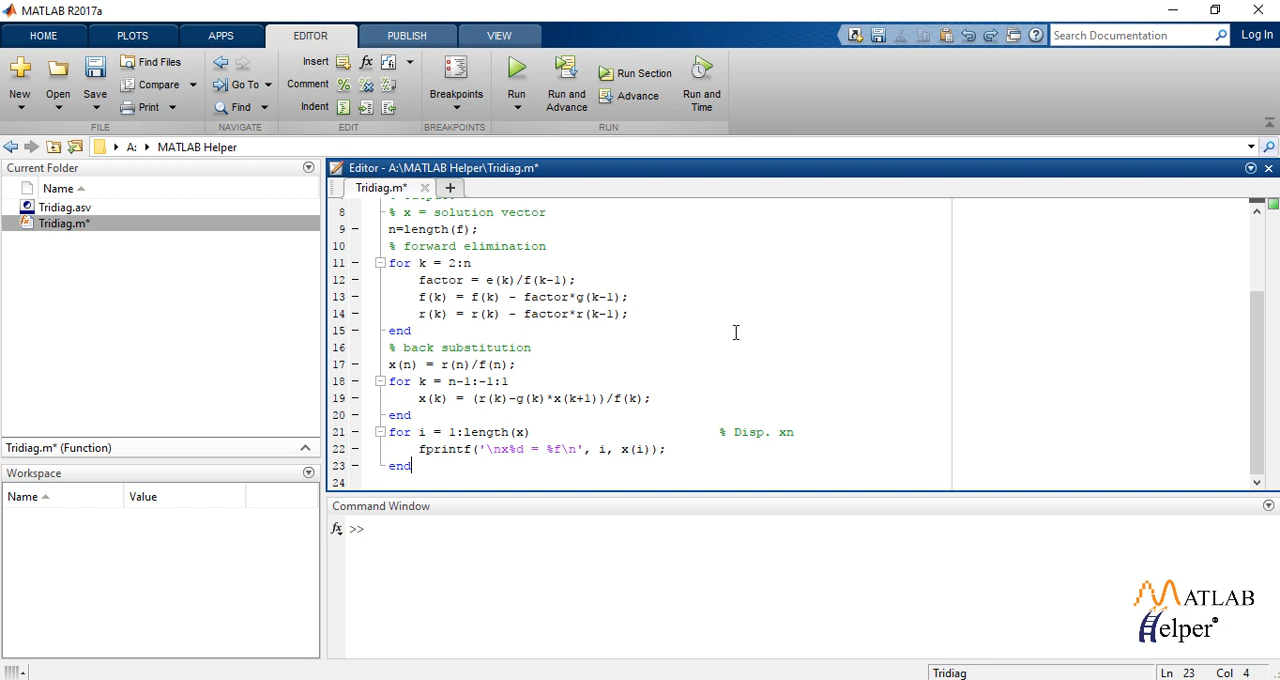 MATLAB R2017a
HOME PLOTS APPS EDITOR PUBLISH VIEW Search Documentation Log In
New Open Save Find Files Compare Print Go To Find Insert Comment Indent fx Breakpoints Run Run and Advance Run Section Advance Run and Time
FILE NAVIGATE EDIT BREAKPOINTS RUN
A: MATLAB Helper
Current Folder
Name
Tridiag.asv
Tridiag.m*
Tridiag.m* (Function)
Workspace
Name Value
Editor - A:\MATLAB Helper\Tridiag.m*
Tridiag.m*
8 % x = solution vector
9 n=length(f);
10 % forward elimination
11 for k = 2:n
12 factor = e(k)/f(k-1);
13 f(k) = f(k) - factor*g(k-1);
14 r(k) = r(k) - factor*r(k-1);
15 end
16 % back substitution
17 x(n) = r(n)/f(n);
18 for k = n-1:-1:1
19 x(k) = (r(k)-g(k)*x(k+1))/f(k);
20 end
21 for i = 1:length(x) % Disp. xn
22 fprintf('\nx%d = %f\n', i, x(i));
23 end
24
Command Window
fx >>
MATLAB
Helper®
Tridiag Ln 23 Col 4